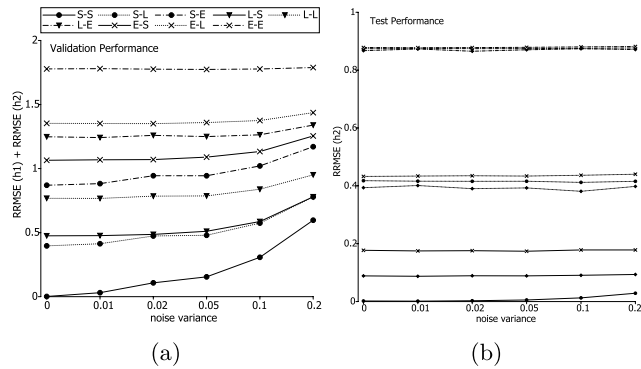 S-S S-L S-E L-S L-L
L-E E-S E-L E-E
Validation Performance
RRMSE (h1) + RRMSE (h2)
2
1.5
1
0.5
0
0 0.01 0.02 0.05 0.1 0.2
noise variance
(a)
Test Performance
RRMSE (h2)
1
0.8
0.6
0.4
0.2
0
0 0.01 0.02 0.05 0.1 0.2
noise variance
(b)